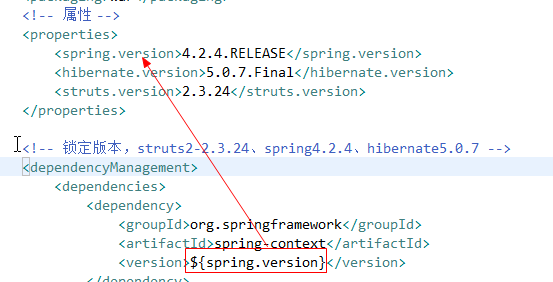 <!-- 属性 -->
<properties>
<spring.version>4.2.4.RELEASE</spring.version>
<hibernate.version>5.0.7.Final</hibernate.version>
<struts.version>2.3.24</struts.version>
</properties>
<!-- 锁定版本，struts2-2.3.24、spring4.2.4、hibernate5.0.7 -->
<dependencyManagement>
<dependencies>
<dependency>
<groupId>org.springframework</groupId>
<artifactId>spring-context</artifactId>
<version>${spring.version}</version>
</dependency>